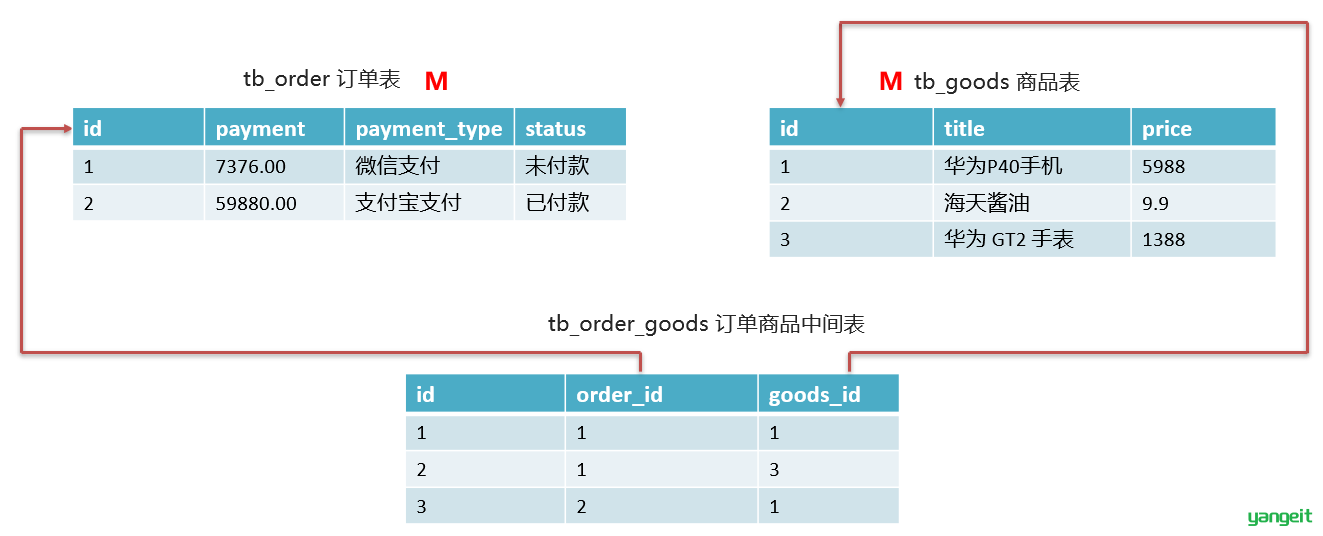 tb_order 订单表 M
id payment payment_type status
1 7376.00 微信支付 未付款
2 59880.00 支付宝支付 已付款
M tb_goods 商品表
id title price
1 华为P40手机 5988
2 海天酱油 9.9
3 华为 GT2 手表 1388
tb_order_goods 订单商品中间表
id order_id goods_id
1 1 1
2 1 3
3 2 1
yangeit